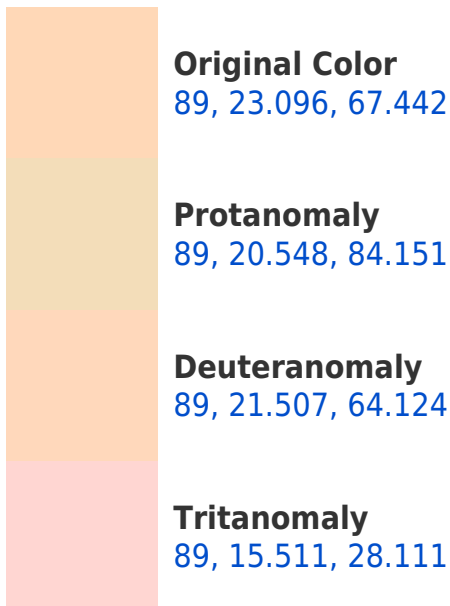 Original Color
89, 23.096, 67.442
Protanomaly
89, 20.548, 84.151
Deuteranomaly
89, 21.507, 64.124
Tritanomaly
89, 15.511, 28.111